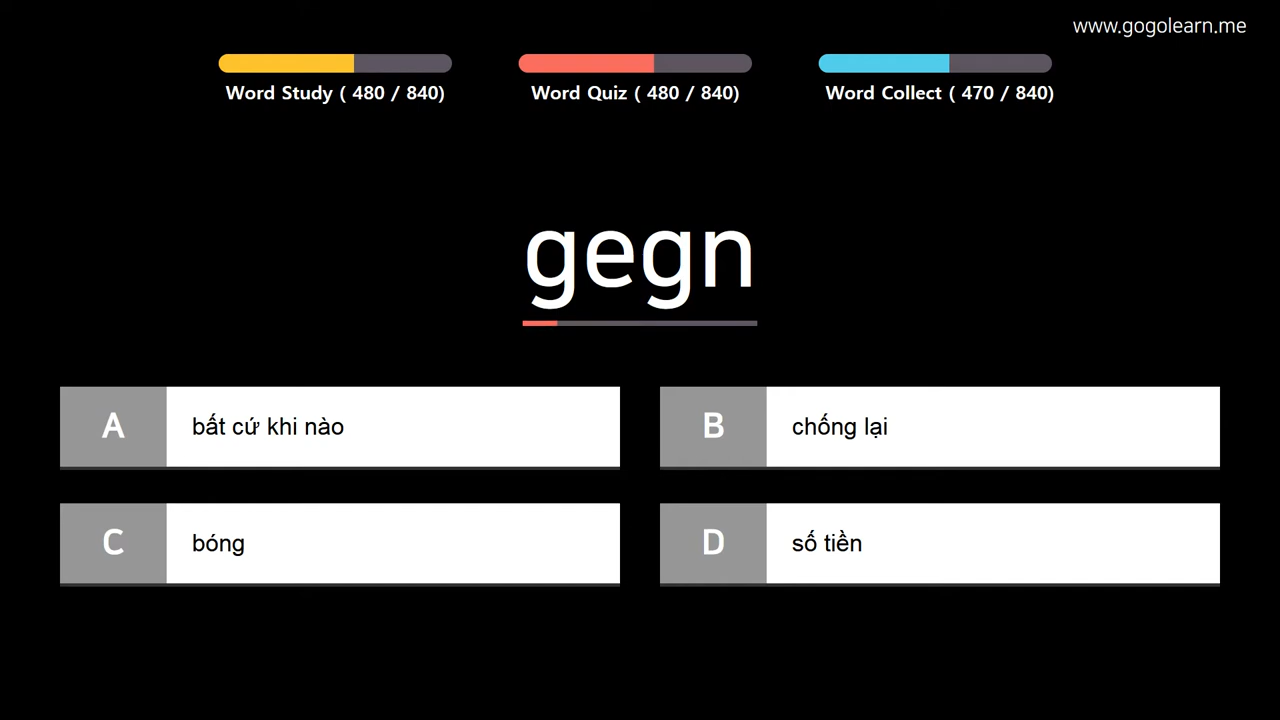 www.gogolearn.me
Word Study ( 480 / 840)
Word Quiz ( 480 / 840)
Word Collect ( 470 / 840)
gegn
A
bất cứ khi nào
B
chống lại
C
bóng
D
số tiền